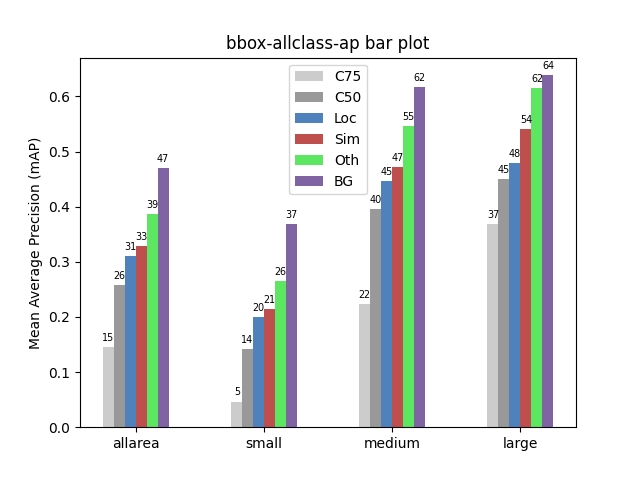 bbox-allclass-ap bar plot
Mean Average Precision (mAP)
0.6
0.5
0.4
0.3
0.2
0.1
0.0
C75
C50
Loc
Sim
Oth
BG
15 26 31 33 39 47
5 14 20 21 26 37
22 40 45 47 55 62
37 45 48 54 62 64
allarea small medium large